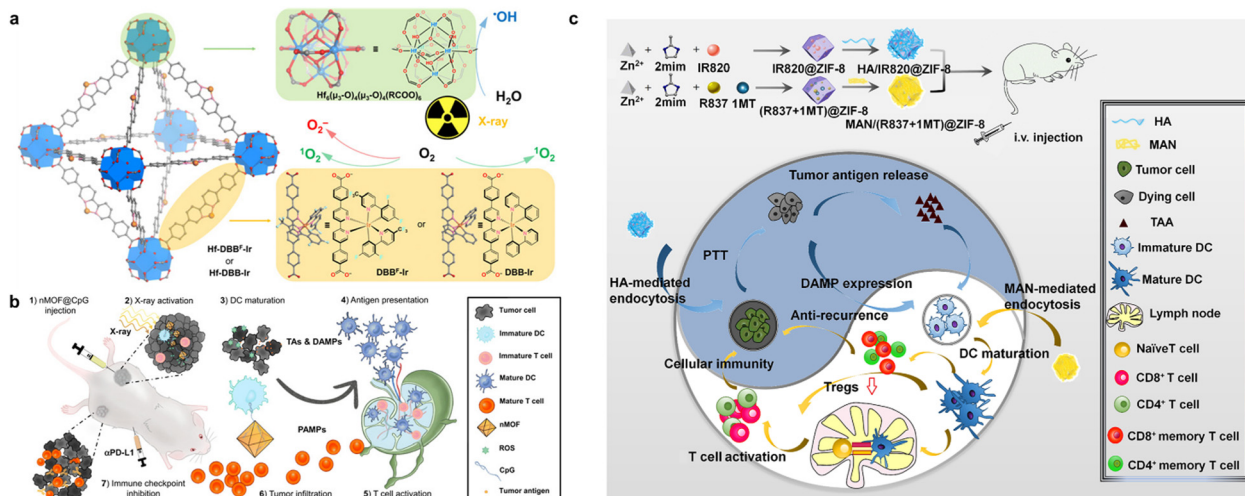 a
•OH
Hf₆(μ₃-O)₄(μ₃-O)₄(RCOO)₆
H₂O
X-ray
O₂⁻
¹O₂
O₂
¹O₂
Hf-DBBF-Ir
or
Hf-DBB-Ir
DBBF-Ir
or
DBB-Ir
b
1) nMOF@CpG
injection
2) X-ray activation
3) DC maturation
4) Antigen presentation
X-ray
TAs & DAMPs
PAMPs
αPD-L1
7) Immune checkpoint
inhibition
6) Tumor infiltration
5) T cell activation
Tumor cell
Immature DC
Immature T cell
Mature DC
Mature T cell
nMOF
ROS
CpG
Tumor antigen
c
Zn²⁺ + 2mim + IR820
IR820@ZIF-8
HA/IR820@ZIF-8
Zn²⁺ + 2mim + R837 1MT
(R837+1MT)@ZIF-8
MAN/(R837+1MT)@ZIF-8
i.v. injection
Tumor antigen release
PTT
HA-mediated
endocytosis
DAMP expression
MAN-mediated
endocytosis
Anti-recurrence
DC maturation
Cellular immunity
Tregs
T cell activation
HA
MAN
Tumor cell
Dying cell
TAA
Immature DC
Mature DC
Lymph node
NaïveT cell
CD8⁺ T cell
CD4⁺ T cell
CD8⁺ memory T cell
CD4⁺ memory T cell